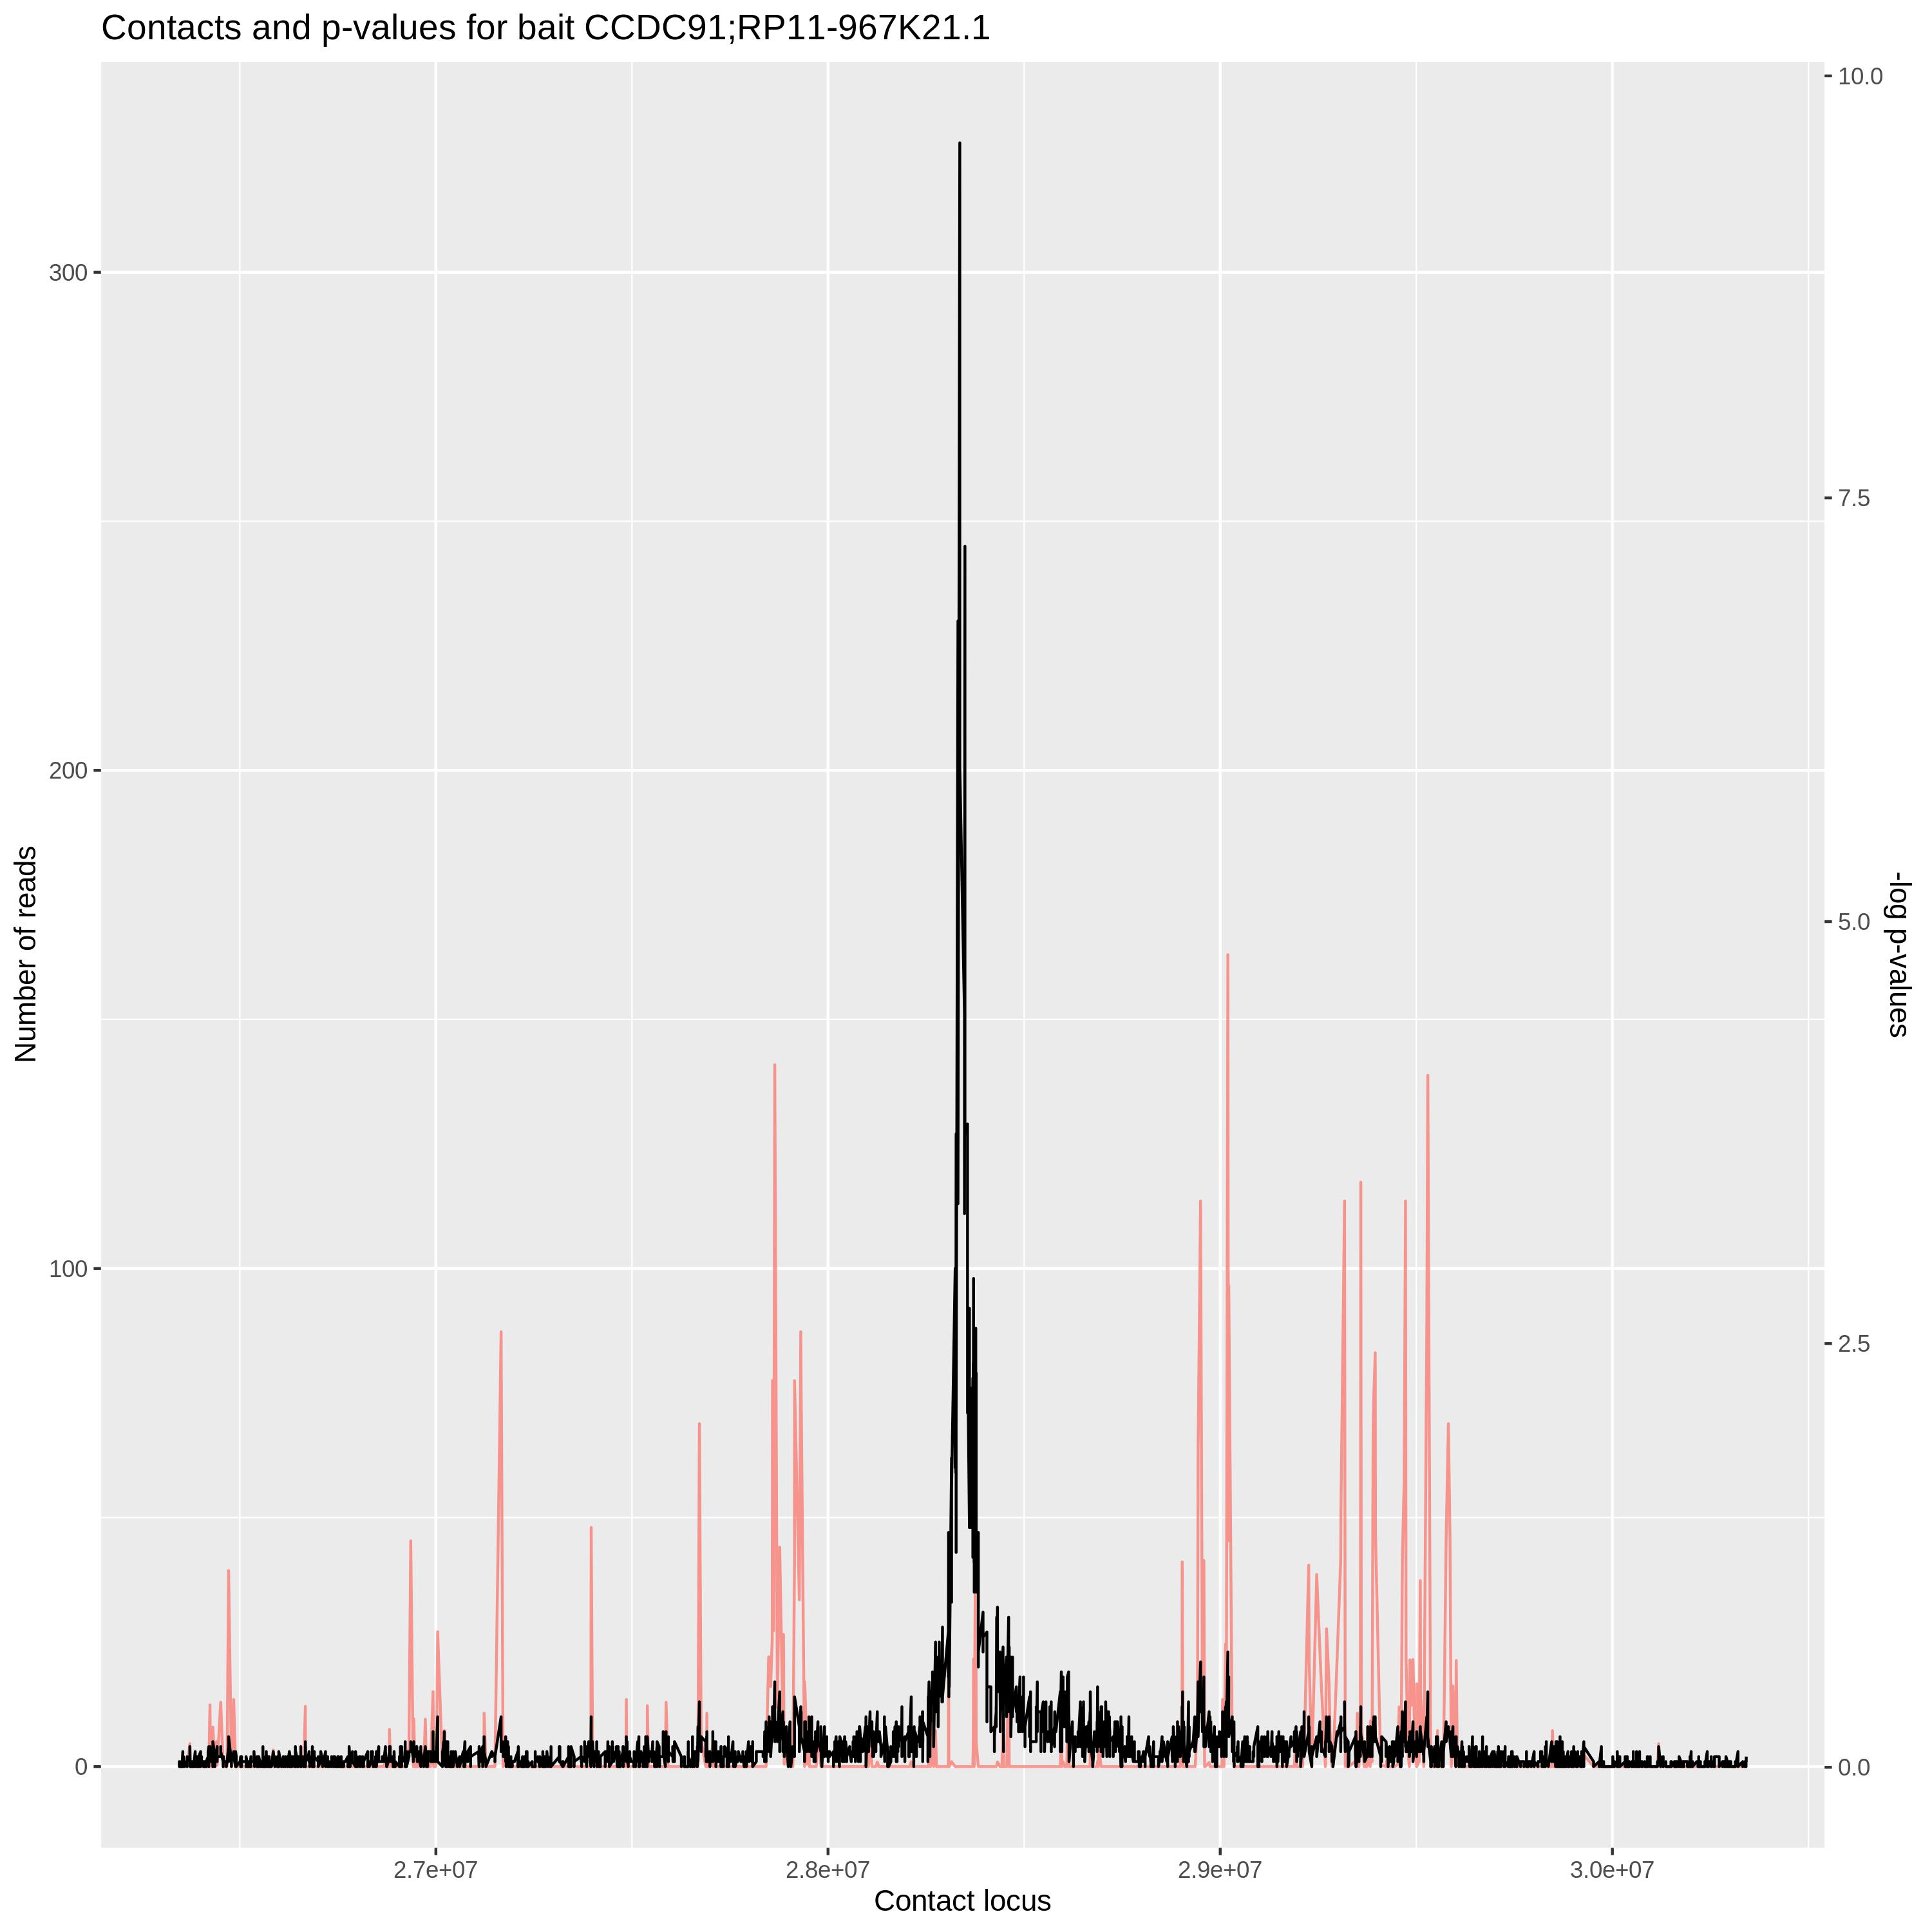 Contacts and p-values for bait CCDC91;RP11-967K21.1
10.0
7.5
5.0
2.5
0.0
300
200
100
0
Number of reads
-log p-values
2.7e+07 2.8e+07 2.9e+07 3.0e+07
Contact locus